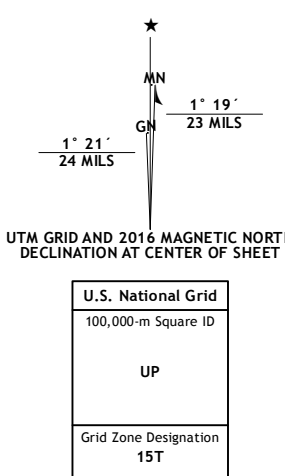 ★
MN
1° 19´
23 MILS
GN
1° 21´
24 MILS
UTM GRID AND 2016 MAGNETIC NORT
DECLINATION AT CENTER OF SHEET
U.S. National Grid
100,000-m Square ID
UP
Grid Zone Designation
15T